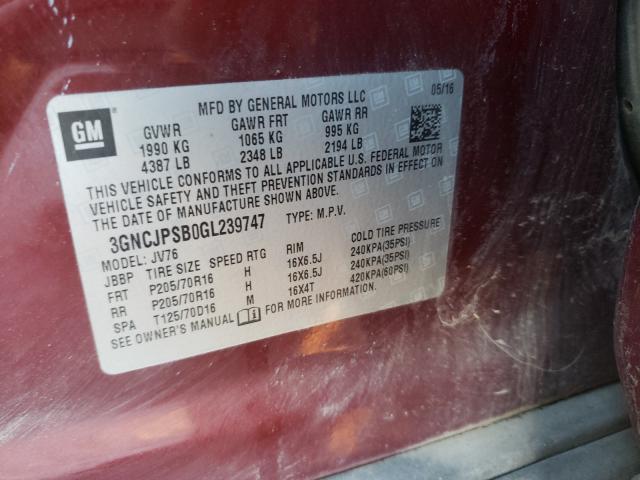 GM
MFD BY GENERAL MOTORS LLC 05/16
GVWR GAWR FRT GAWR RR
1990 KG 1065 KG 995 KG
4387 LB 2348 LB 2194 LB
THIS VEHICLE CONFORMS TO ALL APPLICABLE U.S. FEDERAL MOTOR
VEHICLE SAFETY AND THEFT PREVENTION STANDARDS IN EFFECT ON
THE DATE OF MANUFACTURE SHOWN ABOVE.
3GNCJPSB0GL239747 TYPE: M.P.V.
MODEL: JV76
JBBP TIRE SIZE SPEED RTG RIM COLD TIRE PRESSURE
FRT P205/70R16 H 16X6.5J 240KPA(35PSI)
RR P205/70R16 H 16X6.5J 240KPA(35PSI)
SPA T125/70D16 M 16X4T 420KPA(60PSI)
SEE OWNER'S MANUAL FOR MORE INFORMATION.